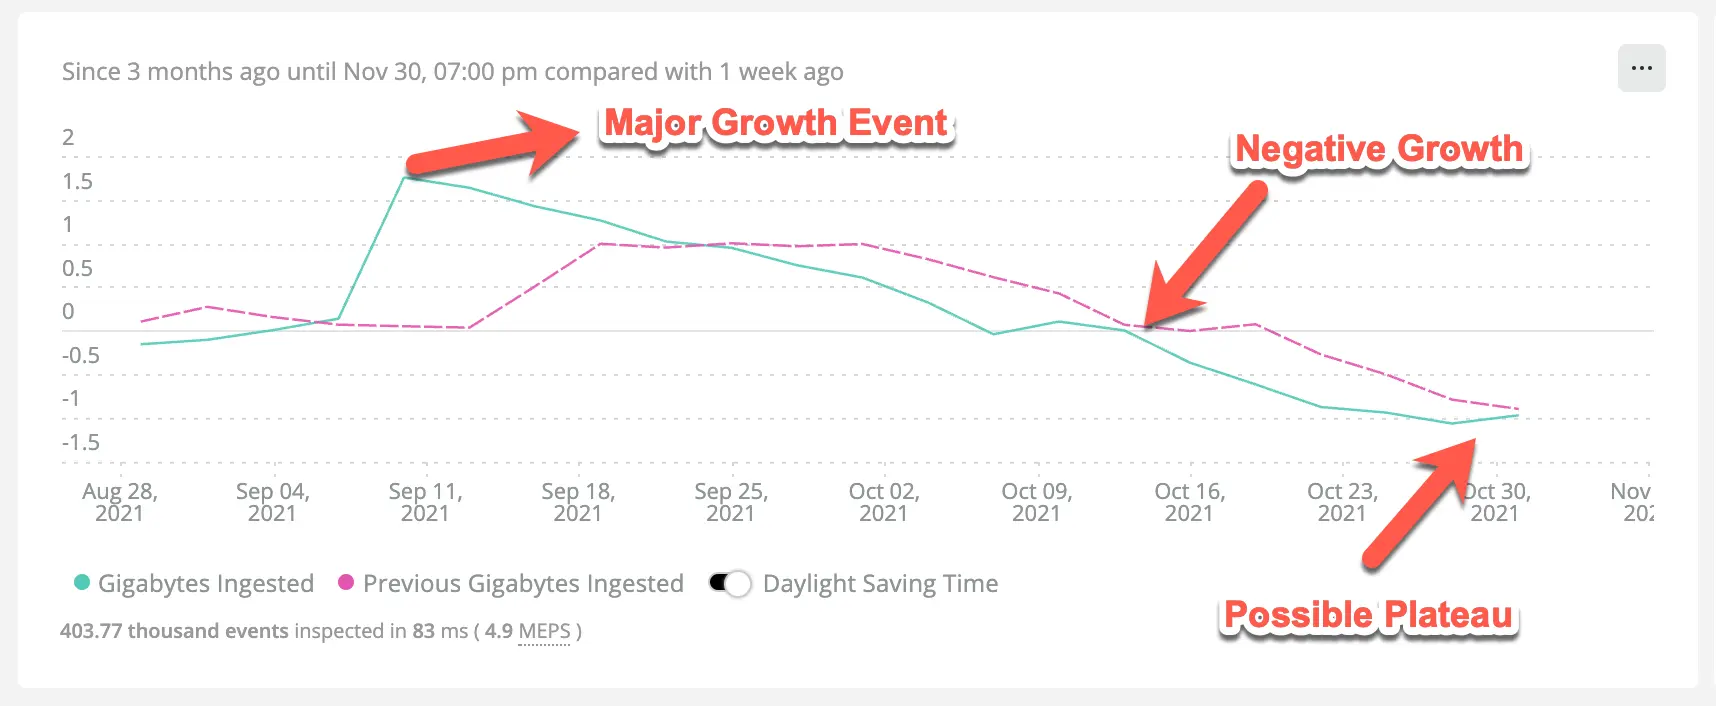 Since 3 months ago until Nov 30, 07:00 pm compared with 1 week ago
...
Major Growth Event
Negative Growth
2
1.5
1
0.5
0
-0.5
-1
-1.5
Aug 28, 2021
Sep 04, 2021
Sep 11, 2021
Sep 18, 2021
Sep 25, 2021
Oct 02, 2021
Oct 09, 2021
Oct 16, 2021
Oct 23, 2021
Oct 30, 2021
Nov
Gigabytes Ingested
Previous Gigabytes Ingested
Daylight Saving Time
Possible Plateau
403.77 thousand events inspected in 83 ms ( 4.9 MEPS )